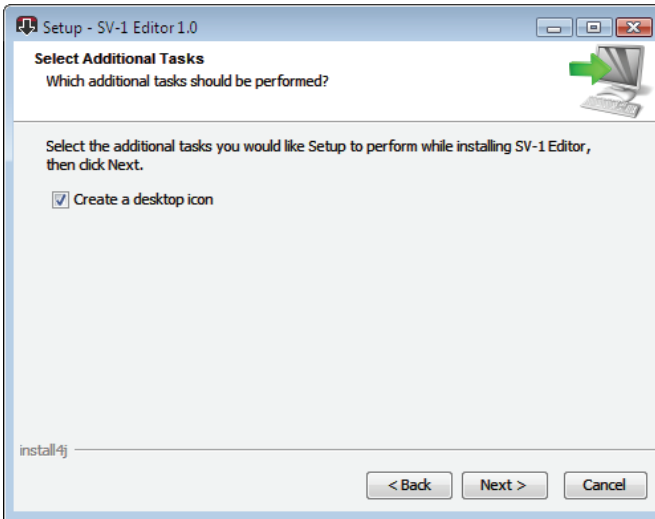 Setup - SV-1 Editor 1.0
Select Additional Tasks
Which additional tasks should be performed?
Select the additional tasks you would like Setup to perform while installing SV-1 Editor,
then click Next.
Create a desktop icon
install4j
< Back Next > Cancel